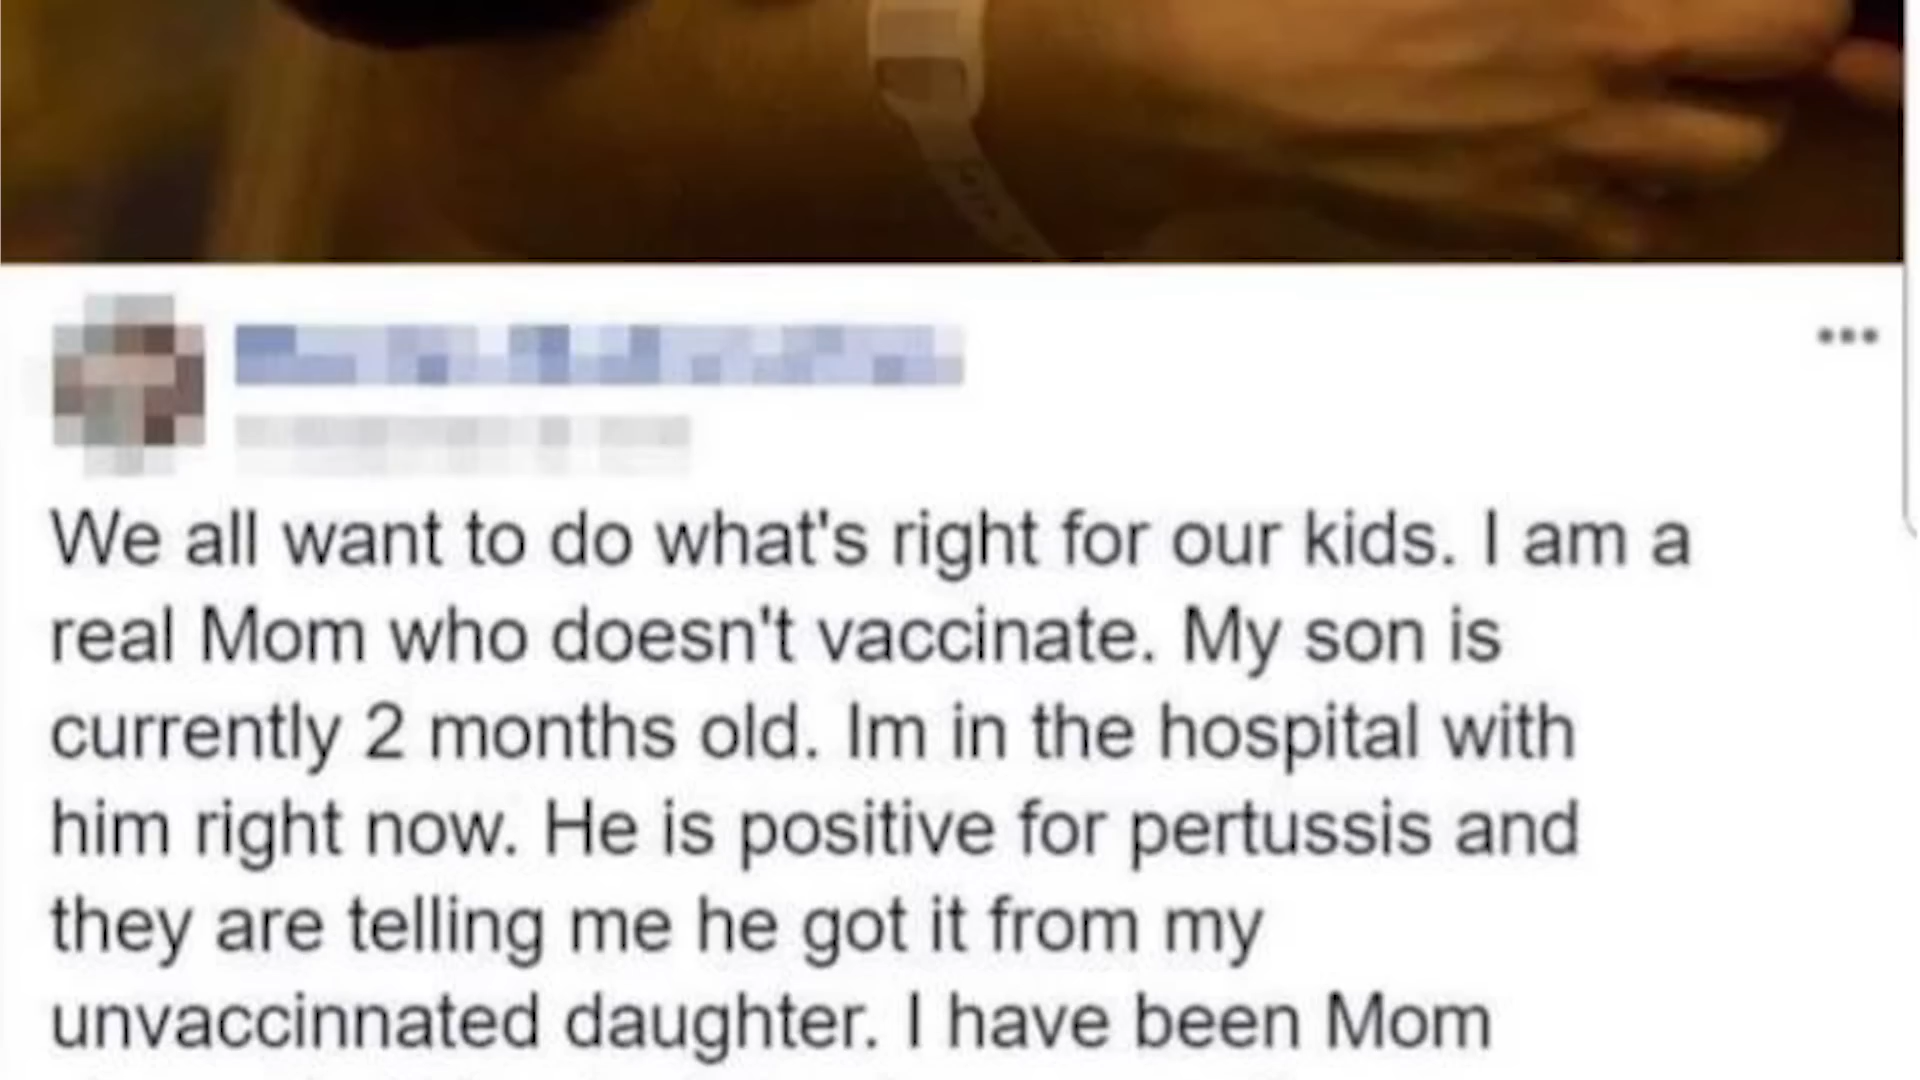 We all want to do what's right for our kids. I am a
real Mom who doesn't vaccinate. My son is
currently 2 months old. Im in the hospital with
him right now. He is positive for pertussis and
they are telling me he got it from my
unvaccinnated daughter. I have been Mom